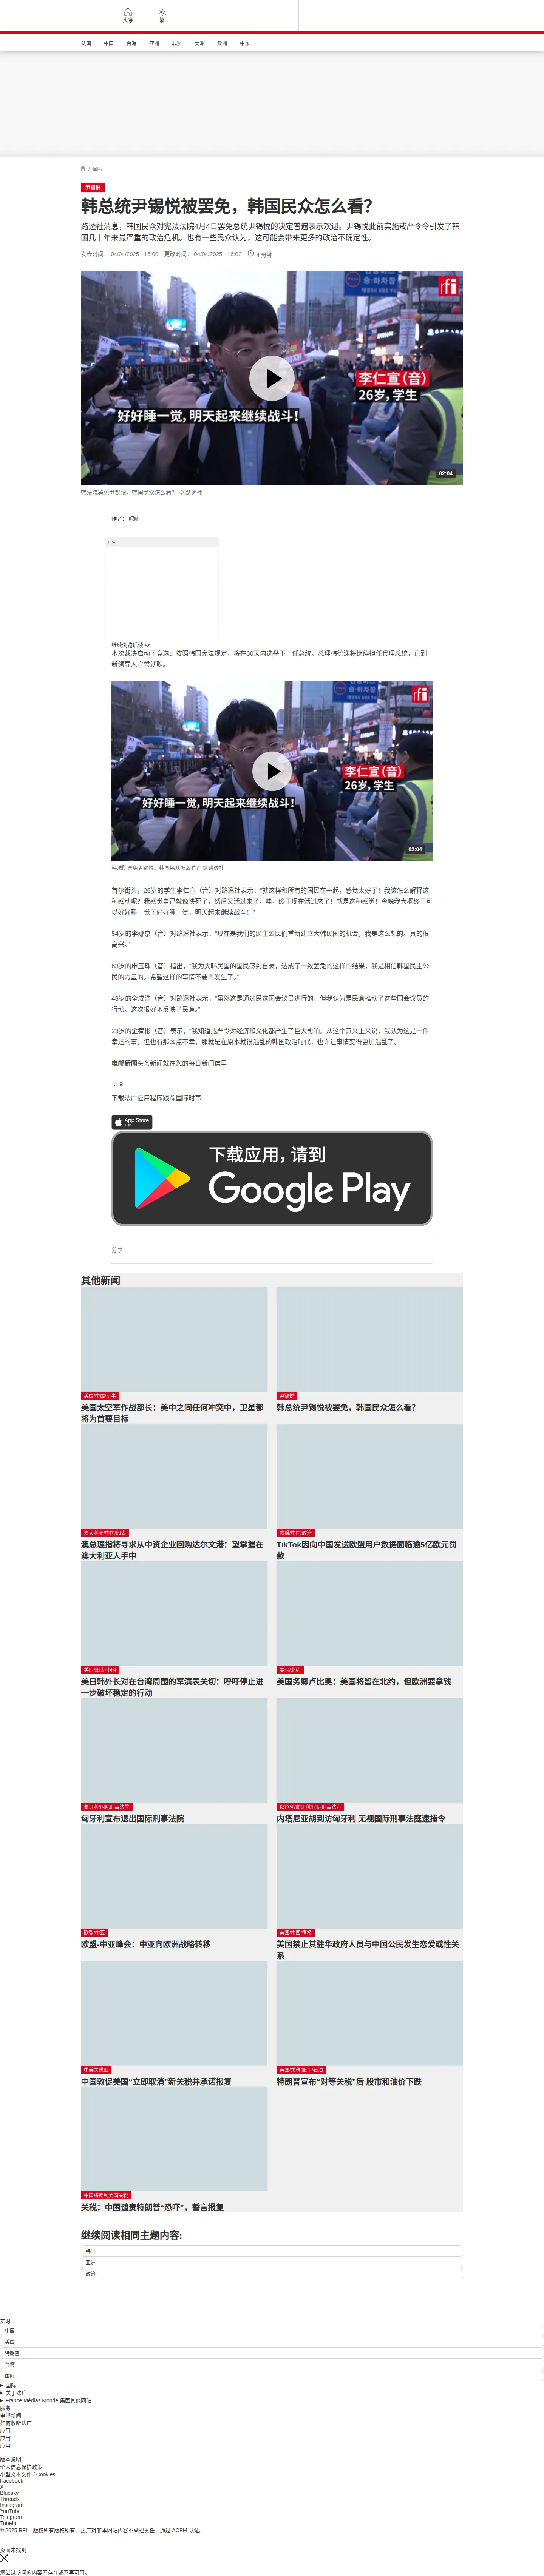 头条
繁
法国 中国 台海 亚洲 非洲 美洲 欧洲 中东
国际
尹锡悦
韩总统尹锡悦被罢免，韩国民众怎么看？
路透社消息，韩国民众对宪法法院4月4日罢免总统尹锡悦的决定普遍表示欢迎。尹锡悦此前实施戒严令令引发了韩
国几十年来最严重的政治危机。也有一些民众认为，这可能会带来更多的政治不确定性。
发表时间： 04/04/2025 - 16:00 更改时间： 04/04/2025 - 16:02 4 分钟
rfi
李仁宣（音）
26岁，学生
好好睡一觉，明天起来继续战斗！
02:04
韩法院罢免尹锡悦，韩国民众怎么看？ © 路透社
作者： 呢喃
广告
继续浏览后续
本次裁决启动了竞选：按照韩国宪法规定，将在60天内选举下一任总统。总理韩德洙将继续担任代理总统，直到
新领导人宣誓就职。
rfi
李仁宣（音）
26岁，学生
好好睡一觉，明天起来继续战斗！
02:04
韩法院罢免尹锡悦，韩国民众怎么看？ © 路透社
首尔街头，26岁的学生李仁宣（音）对路透社表示：“就这样和所有的国民在一起，感觉太好了！我该怎么解释这
种感动呢？我感觉自己就像快死了，然后又活过来了。哇，终于现在活过来了！就是这种感觉！今晚我大概终于可
以好好睡一觉了好好睡一觉，明天起来继续战斗！”
54岁的李娜京（音）对路透社表示：“现在是我们的民主公民们重新建立大韩民国的机会，我是这么想的。真的很
高兴。”
63岁的申玉珠（音）指出，“我为大韩民国的国民感到自豪，达成了一致罢免的这样的结果，我是相信韩国民主公
民的力量的。希望这样的事情不要再发生了。”
48岁的全成浩（音）对路透社表示，“虽然这是通过民选国会议员进行的，但我认为是民意推动了这些国会议员的
行动。这次很好地反映了民意。”
23岁的金宥彬（音）表示，“我知道戒严令对经济和文化都产生了巨大影响。从这个意义上来说，我认为这是一件
幸运的事。但也有那么点不幸，那就是在原本就很混乱的韩国政治时代，也许让事情变得更加混乱了。”
电邮新闻头条新闻就在您的每日新闻信里
订阅
下载法广应用程序跟踪国际时事
App Store
下载应用，请到
Google Play
分享 :
其他新闻
美国/中国/军事
美国太空军作战部长：美中之间任何冲突中，卫星都
将为首要目标
尹锡悦
韩总统尹锡悦被罢免，韩国民众怎么看？
澳大利亚/中国/印太
澳总理指将寻求从中资企业回购达尔文港：望掌握在
澳大利亚人手中
欧盟/中国/政治
TikTok因向中国发送欧盟用户数据面临逾5亿欧元罚
款
美国/印太/中国
美日韩外长对在台湾周围的军演表关切：呼吁停止进
一步破坏稳定的行动
美国/北约
美国务卿卢比奥：美国将留在北约，但欧洲要拿钱
匈牙利/国际刑事法院
匈牙利宣布退出国际刑事法院
以色列/匈牙利/国际刑事法庭
内塔尼亚胡到访匈牙利 无视国际刑事法庭逮捕令
欧盟/中亚
欧盟-中亚峰会：中亚向欧洲战略转移
美国/中国/情报
美国禁止其驻华政府人员与中国公民发生恋爱或性关
系
中美关税战
中国敦促美国“立即取消”新关税并承诺报复
美国/关税/股市/石油
特朗普宣布“对等关税”后 股市和油价下跌
中国将反制美国关税
关税：中国谴责特朗普“恐吓”，誓言报复
继续阅读相同主题内容:
韩国
亚洲
政治
实时
中国
美国
特朗普
台湾
国际
国际
关于法广
France Médias Monde 集团其他网站
服务
电邮新闻
如何收听法广
应用
应用
应用
版本说明
个人信息保护政策
小型文本文件 / Cookies
Facebook
X
Bluesky
Threads
Instagram
YouTube
Telegram
TuneIn
© 2025 RFI – 版权所有版权所有。法广对非本网站内容不承担责任。通过 ACPM 认证。
页面未找到
您尝试访问的内容不存在或不再可用。